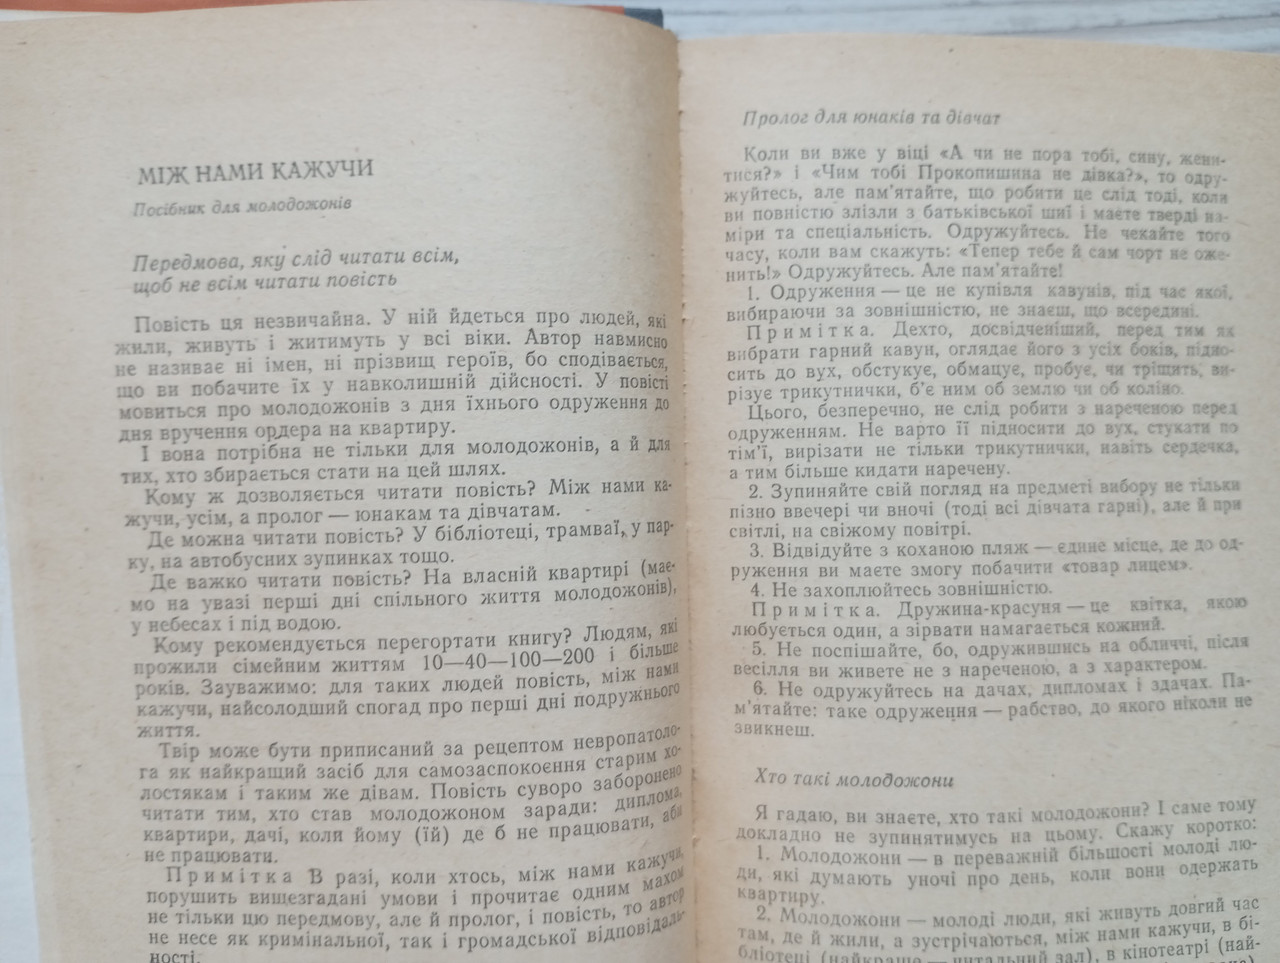 МІЖ НАМИ КАЖУЧИ
Посібник для молодожонів
Передмова, яку слід читати всім,
щоб не всім читати повість
Повість ця незвичайна. У ній йдеться про людей, які
жили, живуть і житимуть у всі віки. Автор навмисно
не називає ні імен, ні прізвищ героїв, бо сподівається,
що ви побачите їх у навколишній дійсності. У повісті
мовиться про молодожонів з дня їхнього одруження до
дня вручення ордера на квартиру.
І вона потрібна не тільки для молодожонів, а й для
тих, хто збирається стати на цей шлях.
Кому ж дозволяється читати повість? Між нами ка-
жучи, усім, а пролог — юнакам та дівчатам.
Де можна читати повість? У бібліотеці, трамваї, у пар-
ку, на автобусних зупинках тощо.
Де важко читати повість? На власній квартирі (має-
мо на увазі перші дні спільного життя молодожонів),
у небесах і під водою.
Кому рекомендується перегортати книгу? Людям, які
прожили сімейним життям 10—40—100—200 і більше
років. Зауважимо: для таких людей повість, між нами
кажучи, найсолодший спогад про перші дні подружнього
життя.
Твір може бути приписаний за рецептом невропатоло-
га як найкращий засіб для самозаспокоєння старим хо-
лостякам і таким же дівам. Повість суворо заборонено
читати тим, хто став молодожоном заради: диплома,
квартири, дачі, коли йому (їй) де б не працювати, аби
не працювати.
Примітка В разі, коли хтось, між нами кажучи,
порушить вищезгадані умови і прочитає одним махом
не тільки цю передмову, але й пролог, і повість, то автор
не несе як кримінальної, так і громадської відповідаль-
ності.
Пролог для юнаків та дівчат
Коли ви вже у віці «А чи не пора тобі, сину, жени-
тися?» і «Чим тобі Прокопишина не дівка?», то одру-
жуйтесь, але пам'ятайте, що робити це слід тоді, коли
ви повністю злізли з батьківської шиї і маєте тверді на-
міри та спеціальність. Одружуйтесь. Не чекайте того
часу, коли вам скажуть: «Тепер тебе й сам чорт не оже-
нить!» Одружуйтесь. Але пам'ятайте!
1. Одруження — це не купівля кавунів, під час якої,
вибираючи за зовнішністю, не знаєш, що всередині.
Примітка. Дехто, досвідченіший, перед тим як
вибрати гарний кавун, оглядає його з усіх боків, підно-
сить до вух, обстукує, обмацує, пробує, чи тріщить, ви-
різує трикутнички, б'є ним об землю чи об коліно.
Цього, безперечно, не слід робити з нареченою перед
одруженням. Не варто її підносити до вух, стукати по
тім'ї, вирізати не тільки трикутнички, навіть сердечка,
а тим більше кидати наречену.
2. Зупиняйте свій погляд на предметі вибору не тільки
пізно ввечері чи вночі (тоді всі дівчата гарні), але й при
світлі, на свіжому повітрі.
3. Відвідуйте з коханою пляж — єдине місце, де до од-
руження ви маєте змогу побачити «товар лицем».
4. Не захоплюйтесь зовнішністю.
Примітка. Дружина-красуня — це квітка, якою
любується один, а зірвати намагається кожний.
5. Не поспішайте, бо, одружившись на обличчі, після
весілля ви живете не з нареченою, а з характером.
6. Не одружуйтесь на дачах, дипломах і здачах. Па-
м'ятайте: таке одруження — рабство, до якого ніколи не
звикнеш.
Хто такі молодожони
Я гадаю, ви знаєте, хто такі молодожони? І саме тому
докладно не зупинятимусь на цьому. Скажу коротко:
1. Молодожони — в переважній більшості молоді лю-
ди, які думають уночі про день, коли вони одержать
квартиру.
2. Молодожони — молоді люди, які живуть довгий час
там, де й жили, а зустрічаються, між нами кажучи, в бі-
бліотеці (найкраще — читальний зал), в кінотеатрі (най-